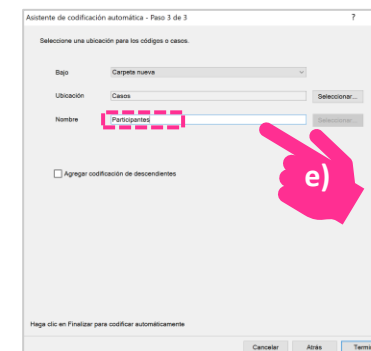 Asistente de codificación automática - Paso 3 de 3 ?
Seleccione una ubicación para los códigos o casos.
Bajo Carpeta nueva
Ubicación Casos Seleccionar...
Nombre Participantes Seleccionar...
e)
Agregar codificación de descendientes
Haga clic en Finalizar para codificar automáticamente
Cancelar Atrás Termi